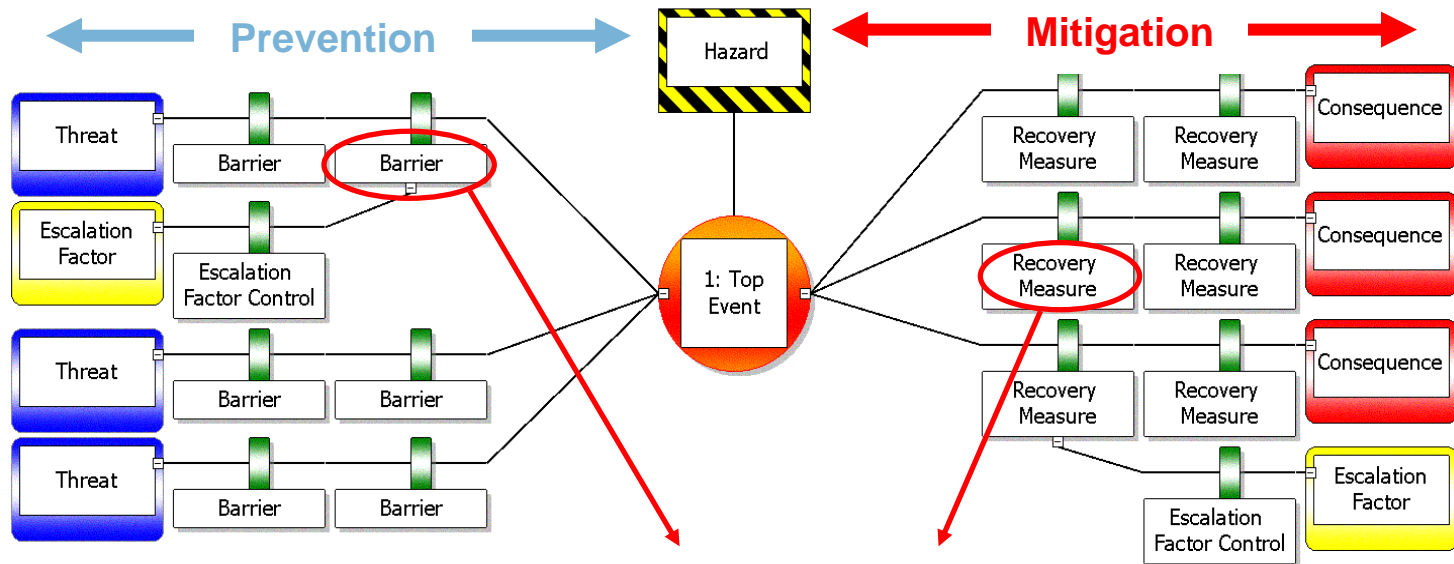 Prevention
Hazard
Mitigation
Threat
Barrier
Barrier
Recovery
Measure
Recovery
Measure
Consequence
Escalation
Factor
Escalation
Factor Control
1: Top
Event
Recovery
Measure
Recovery
Measure
Consequence
Threat
Barrier
Barrier
Recovery
Measure
Recovery
Measure
Consequence
Threat
Barrier
Barrier
Escalation
Factor Control
Escalation
Factor